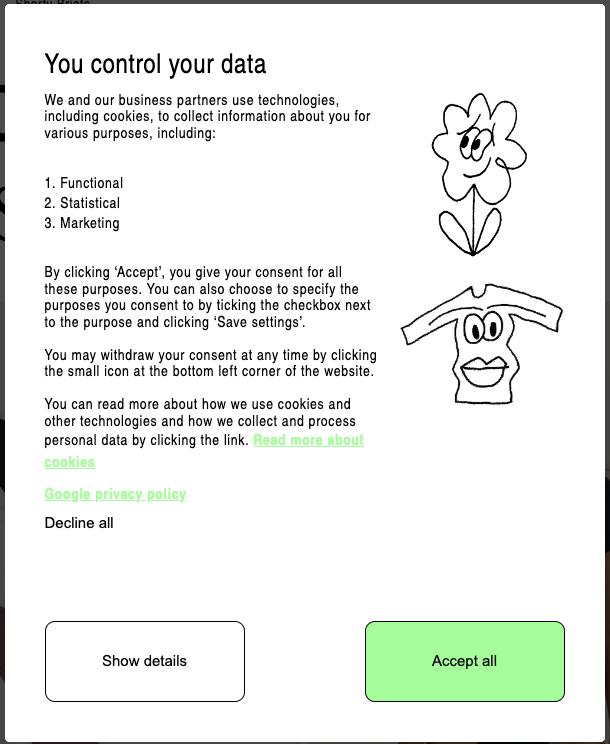 You control your data
We and our business partners use technologies,
including cookies, to collect information about you for
various purposes, including:
1. Functional
2. Statistical
3. Marketing
By clicking ‘Accept’, you give your consent for all
these purposes. You can also choose to specify the
purposes you consent to by ticking the checkbox next
to the purpose and clicking ‘Save settings’.
You may withdraw your consent at any time by clicking
the small icon at the bottom left corner of the website.
You can read more about how we use cookies and
other technologies and how we collect and process
personal data by clicking the link. Read more about
cookies
Google privacy policy
Decline all
Show details
Accept all